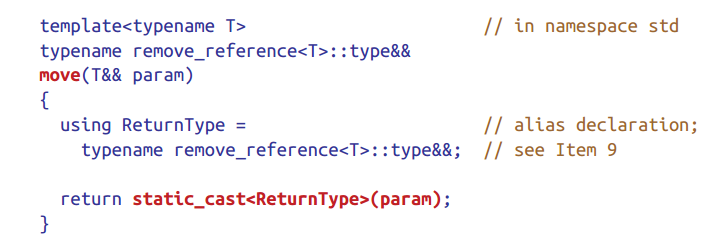 template<typename T> // in namespace std
typename remove_reference<T>::type&&
move(T&& param)
{
using ReturnType = // alias declaration;
typename remove_reference<T>::type&&; // see Item 9
return static_cast<ReturnType>(param);
}